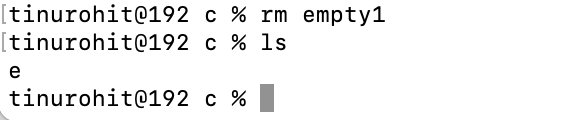 [tinurohit@192 c % rm empty1
[tinurohit@192 c % ls
e
tinurohit@192 c %